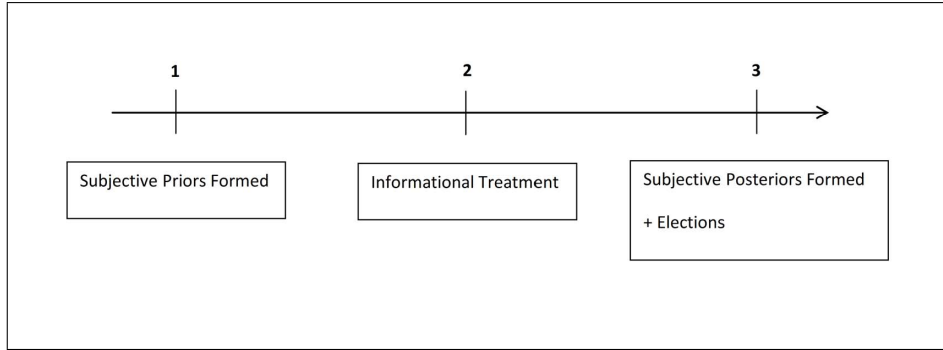 1
2
3
Subjective Priors Formed
Informational Treatment
Subjective Posteriors Formed
+ Elections